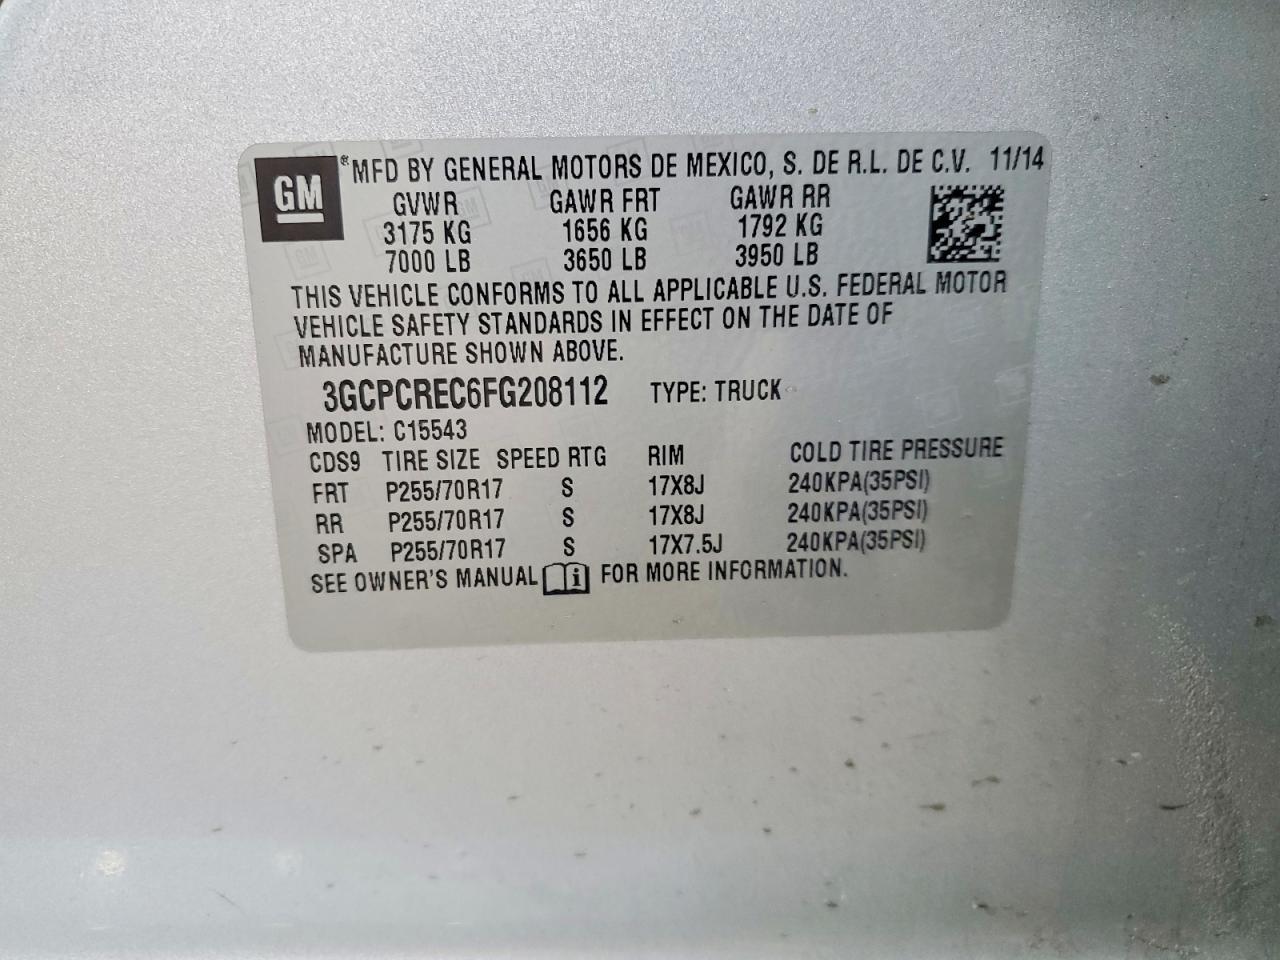 GM ®MFD BY GENERAL MOTORS DE MEXICO, S. DE R.L. DE C.V. 11/14
GVWR GAWR FRT GAWR RR
3175 KG 1656 KG 1792 KG
7000 LB 3650 LB 3950 LB
THIS VEHICLE CONFORMS TO ALL APPLICABLE U.S. FEDERAL MOTOR
VEHICLE SAFETY STANDARDS IN EFFECT ON THE DATE OF
MANUFACTURE SHOWN ABOVE.
3GCPCREC6FG208112 TYPE: TRUCK
MODEL: C15543
CDS9 TIRE SIZE SPEED RTG RIM COLD TIRE PRESSURE
FRT P255/70R17 S 17X8J 240KPA(35PSI)
RR P255/70R17 S 17X8J 240KPA(35PSI)
SPA P255/70R17 S 17X7.5J 240KPA(35PSI)
SEE OWNER'S MANUAL i FOR MORE INFORMATION.